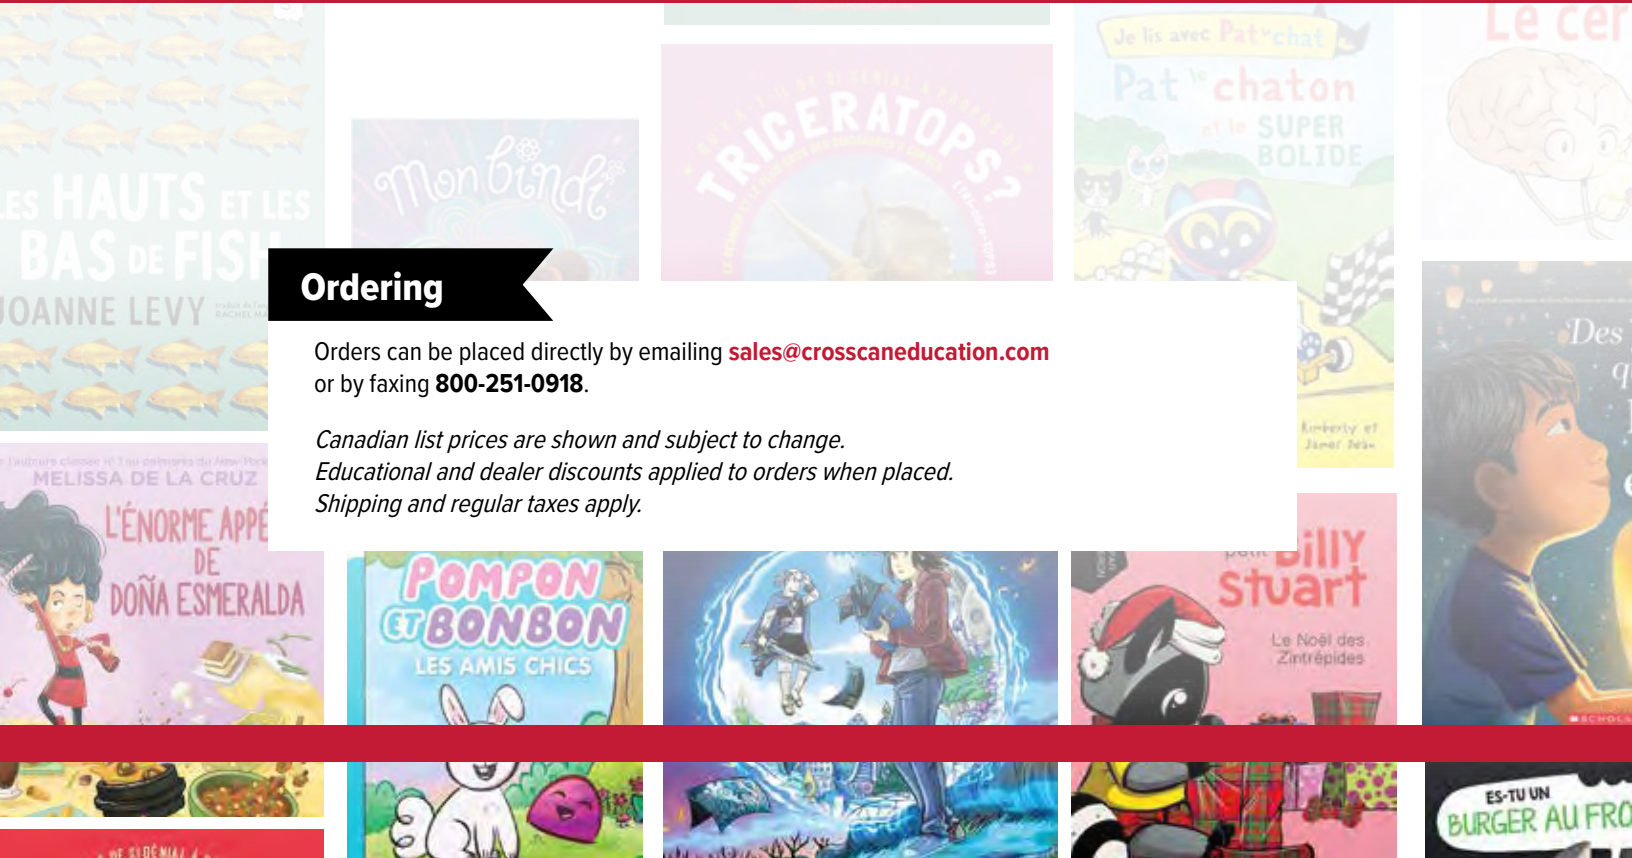 Le cer
Je lis avec Pat le chat
Pat le chaton
et le SUPER
BOLIDE
TRICERATOPS?
Mon bindi
LES HAUTS ET LES
BAS DE FISH
JOANNE LEVY
Ordering
Orders can be placed directly by emailing sales@crosscaneducation.com
or by faxing 800-251-0918.
Canadian list prices are shown and subject to change.
Educational and dealer discounts applied to orders when placed.
Shipping and regular taxes apply.
Kimberly et
James Dean
Des
MELISSA DE LA CRUZ
L'ÉNORME APPÉ
DE
DOÑA ESMERALDA
POMPON
ET BONBON
LES AMIS CHICS
petit Billy
Stuart
Le Noël des
Zintrépides
ES-TU UN
BURGER AU FRO